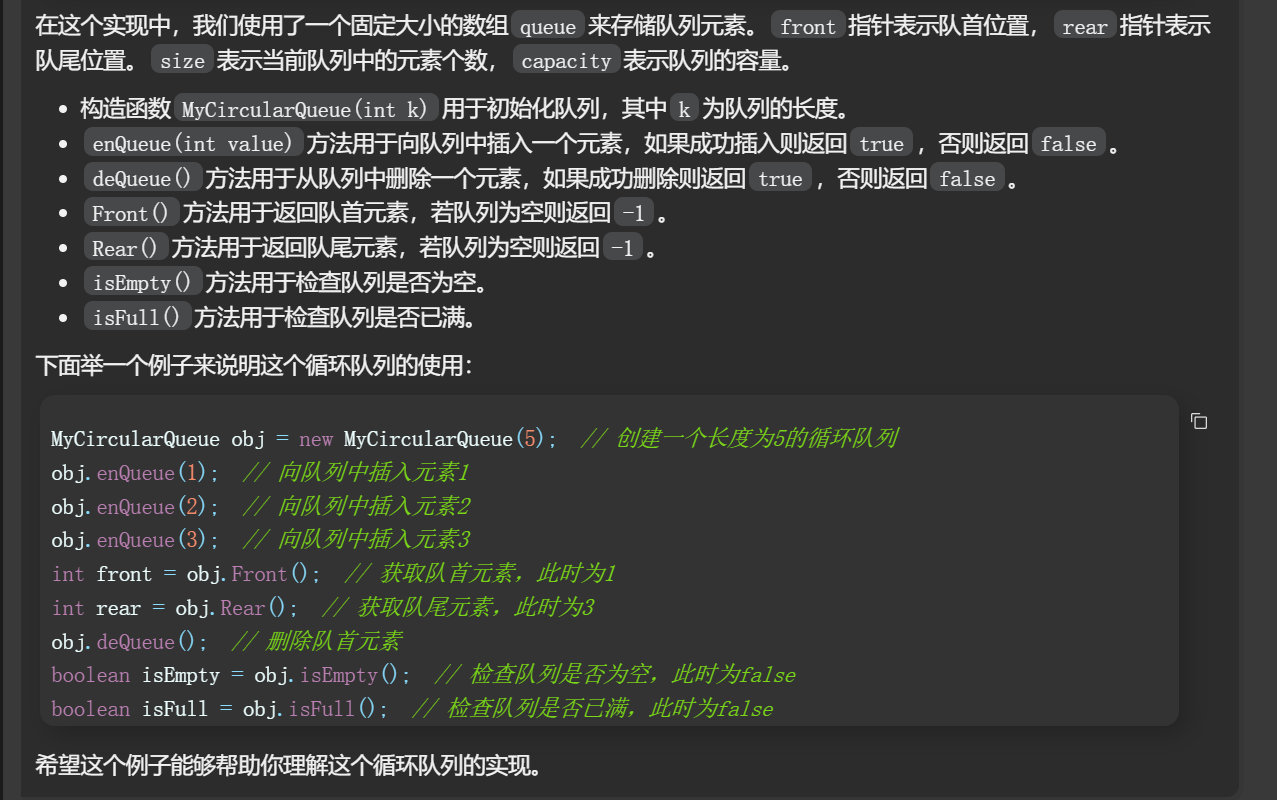 在这个实现中，我们使用了一个固定大小的数组 queue 来存储队列元素。 front 指针表示队首位置， rear 指针表示
队尾位置。 size 表示当前队列中的元素个数， capacity 表示队列的容量。
• 构造函数 MyCircularQueue(int k) 用于初始化队列，其中 k 为队列的长度。
• enQueue(int value) 方法用于向队列中插入一个元素，如果成功插入则返回 true ，否则返回 false 。
• deQueue() 方法用于从队列中删除一个元素，如果成功删除则返回 true ，否则返回 false 。
• Front() 方法用于返回队首元素，若队列为空则返回 -1 。
• Rear() 方法用于返回队尾元素，若队列为空则返回 -1 。
• isEmpty() 方法用于检查队列是否为空。
• isFull() 方法用于检查队列是否已满。
下面举一个例子来说明这个循环队列的使用：
MyCircularQueue obj = new MyCircularQueue(5);  // 创建一个长度为5的循环队列
obj.enQueue(1);  // 向队列中插入元素1
obj.enQueue(2);  // 向队列中插入元素2
obj.enQueue(3);  // 向队列中插入元素3
int front = obj.Front();  // 获取队首元素，此时为1
int rear = obj.Rear();  // 获取队尾元素，此时为3
obj.deQueue();  // 删除队首元素
boolean isEmpty = obj.isEmpty();  // 检查队列是否为空，此时为false
boolean isFull = obj.isFull();  // 检查队列是否已满，此时为false
希望这个例子能够帮助你理解这个循环队列的实现。